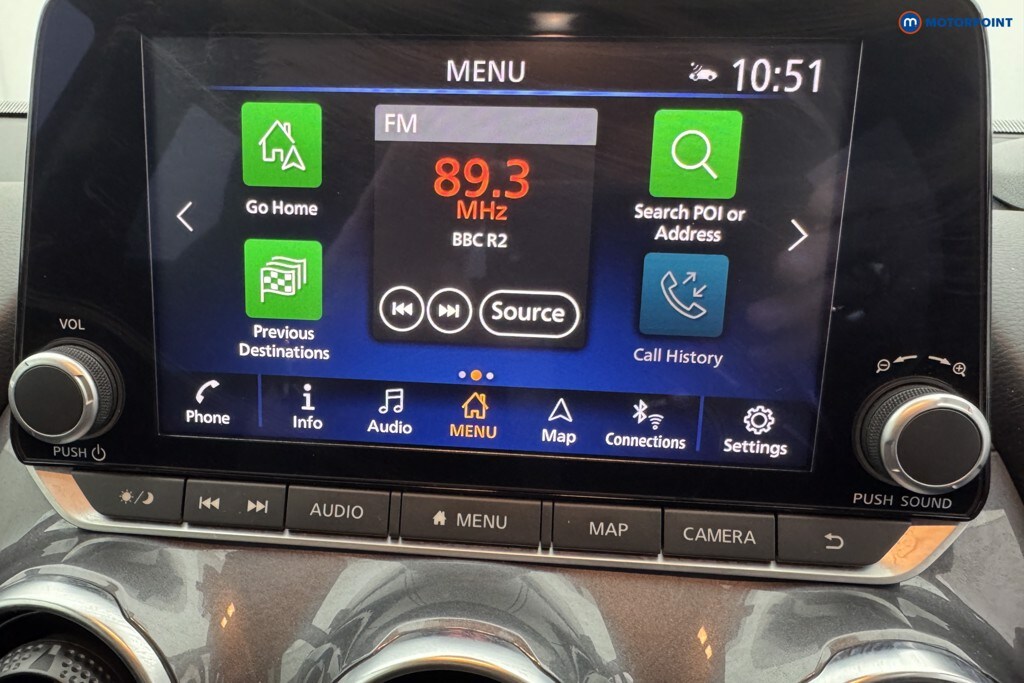 MOTORPOINT
MENU
10:51
Go Home
FM
89.3
MHz
BBC R2
Source
Search POI or
Address
Previous
Destinations
Call History
Phone
Info
Audio
MENU
Map
Connections
Settings
VOL
PUSH
PUSH SOUND
AUDIO
MENU
MAP
CAMERA